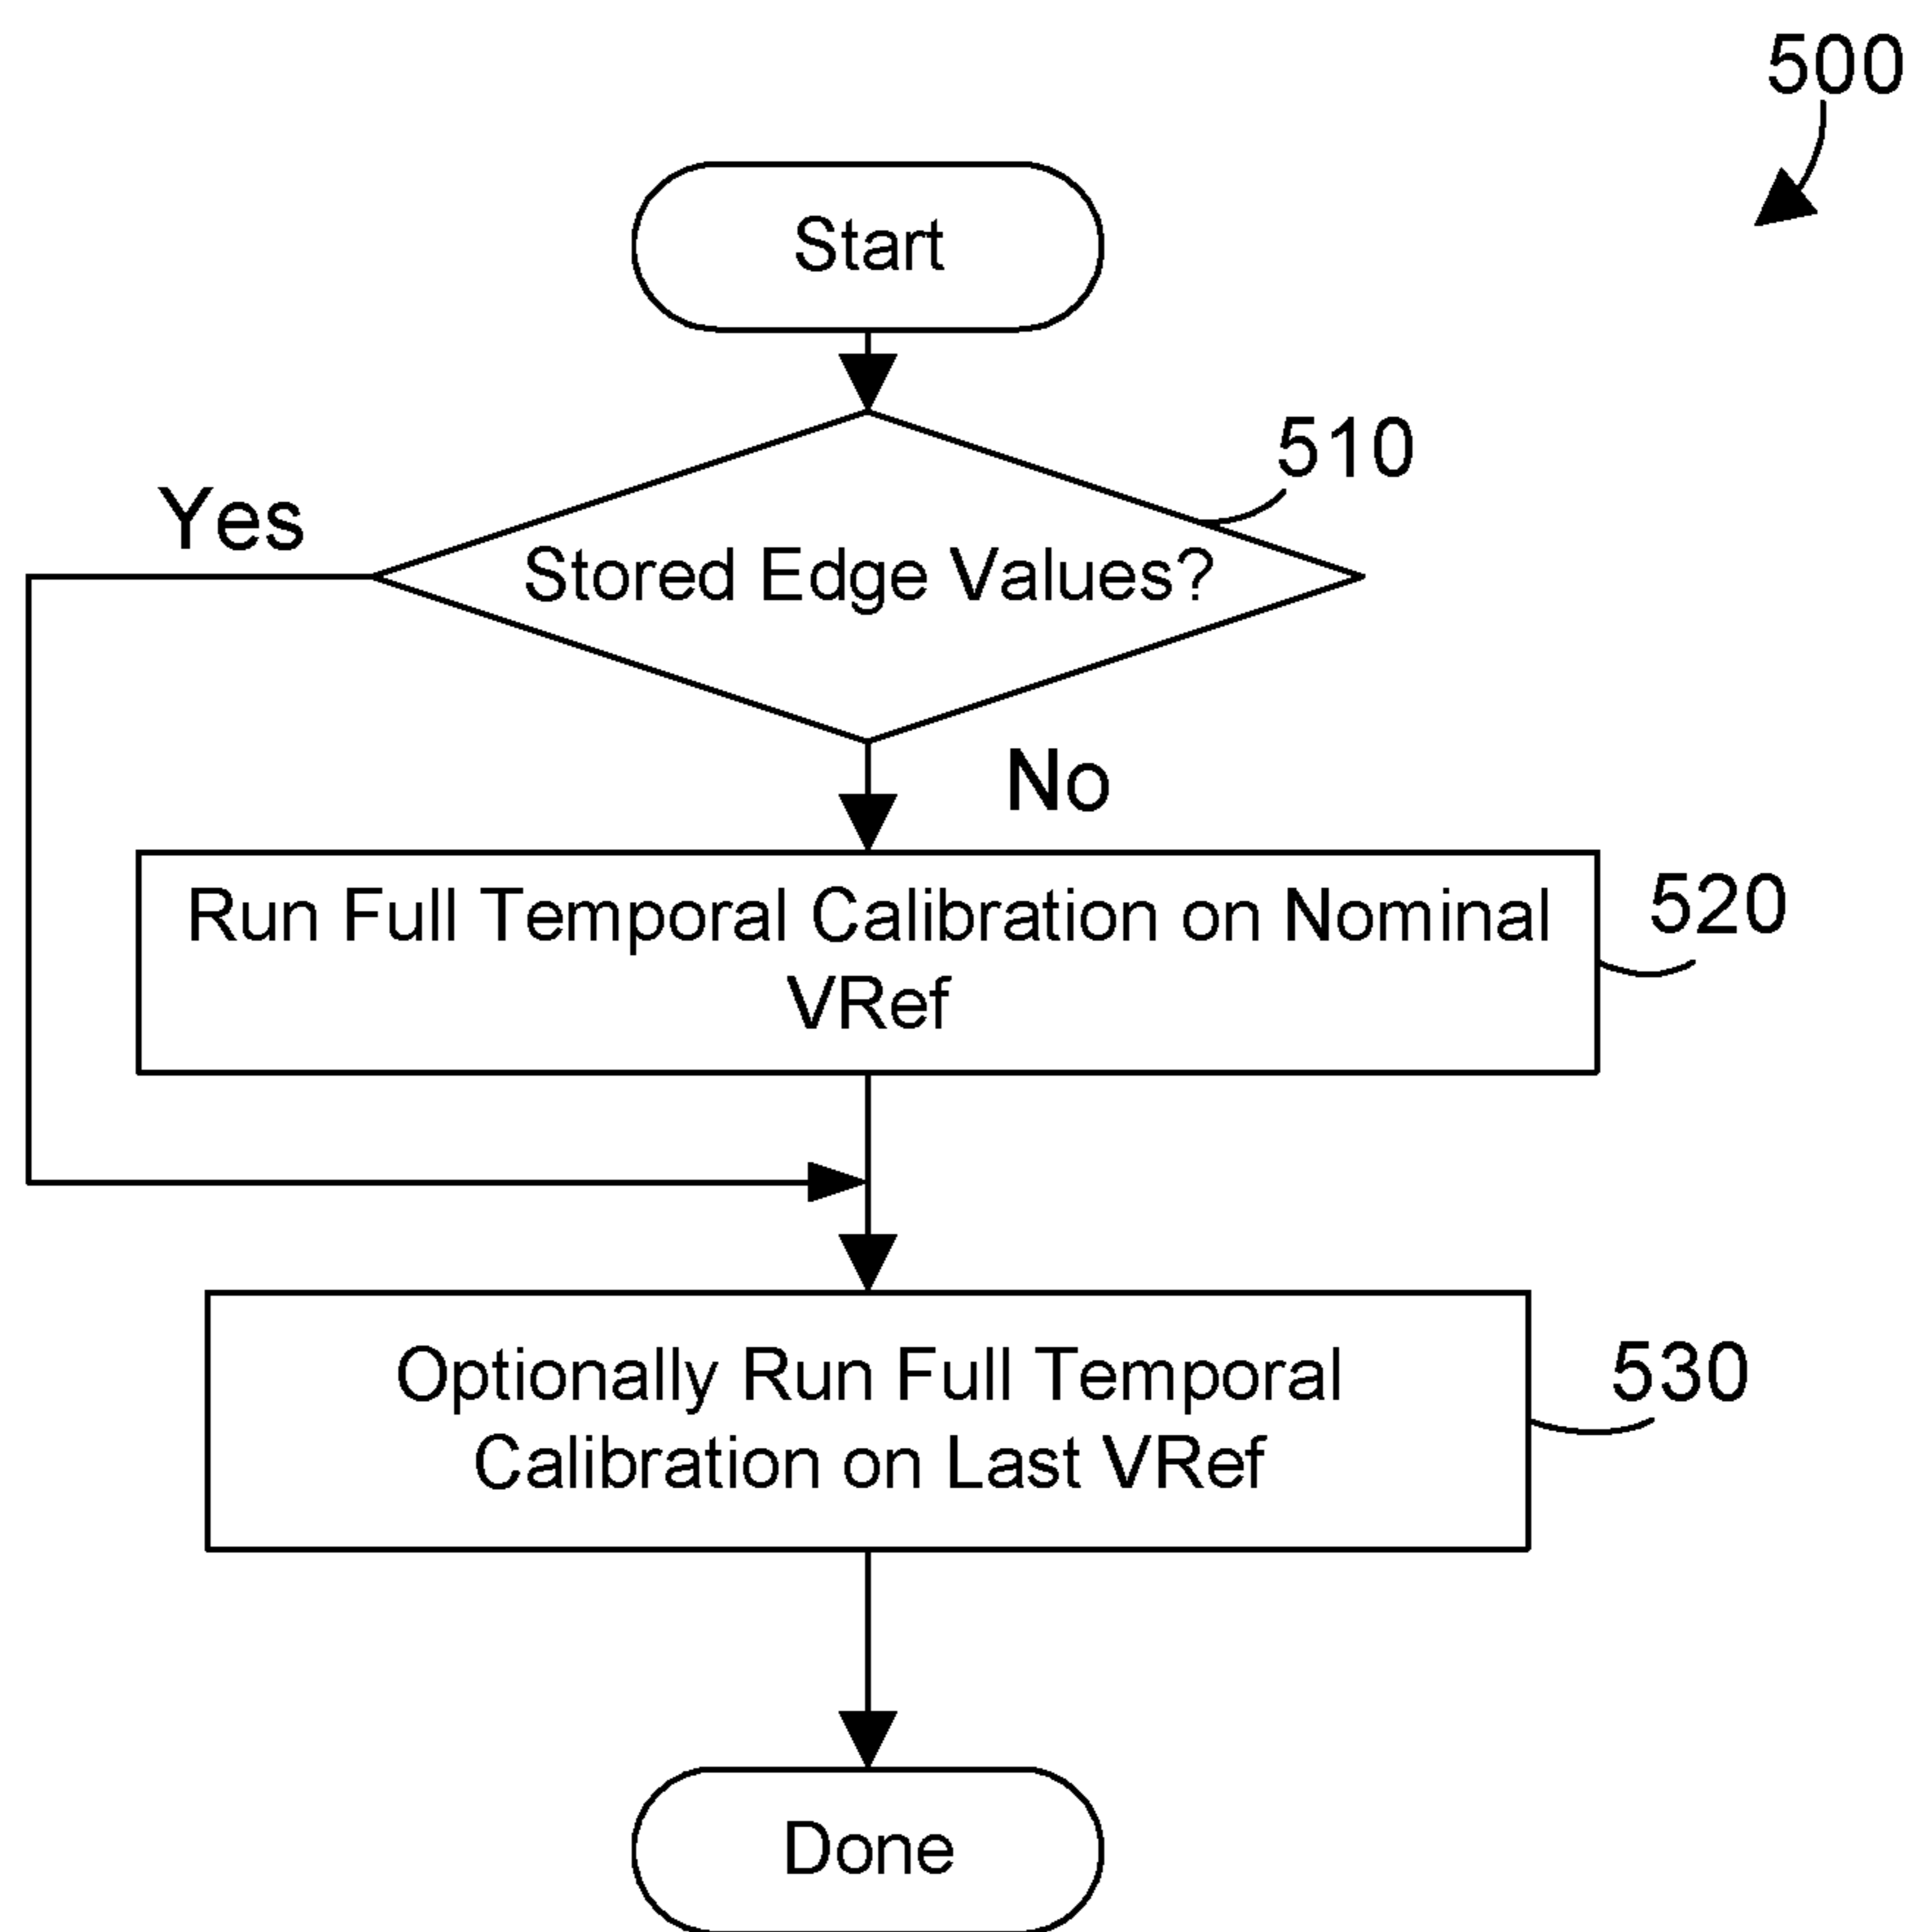 500
Start
510
Yes
Stored Edge Values?
No
Run Full Temporal Calibration on Nominal
VRef
520
Optionally Run Full Temporal
Calibration on Last VRef
530
Done